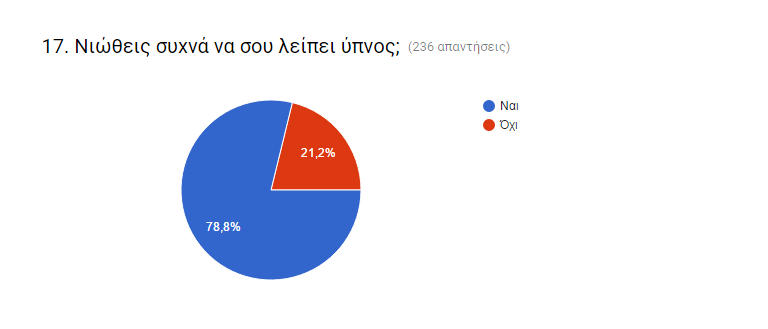 17. Νιώθεις συχνά να σου λείπει ύπνος; (236 απαντήσεις)
Ναι
Όχι
21,2%
78,8%